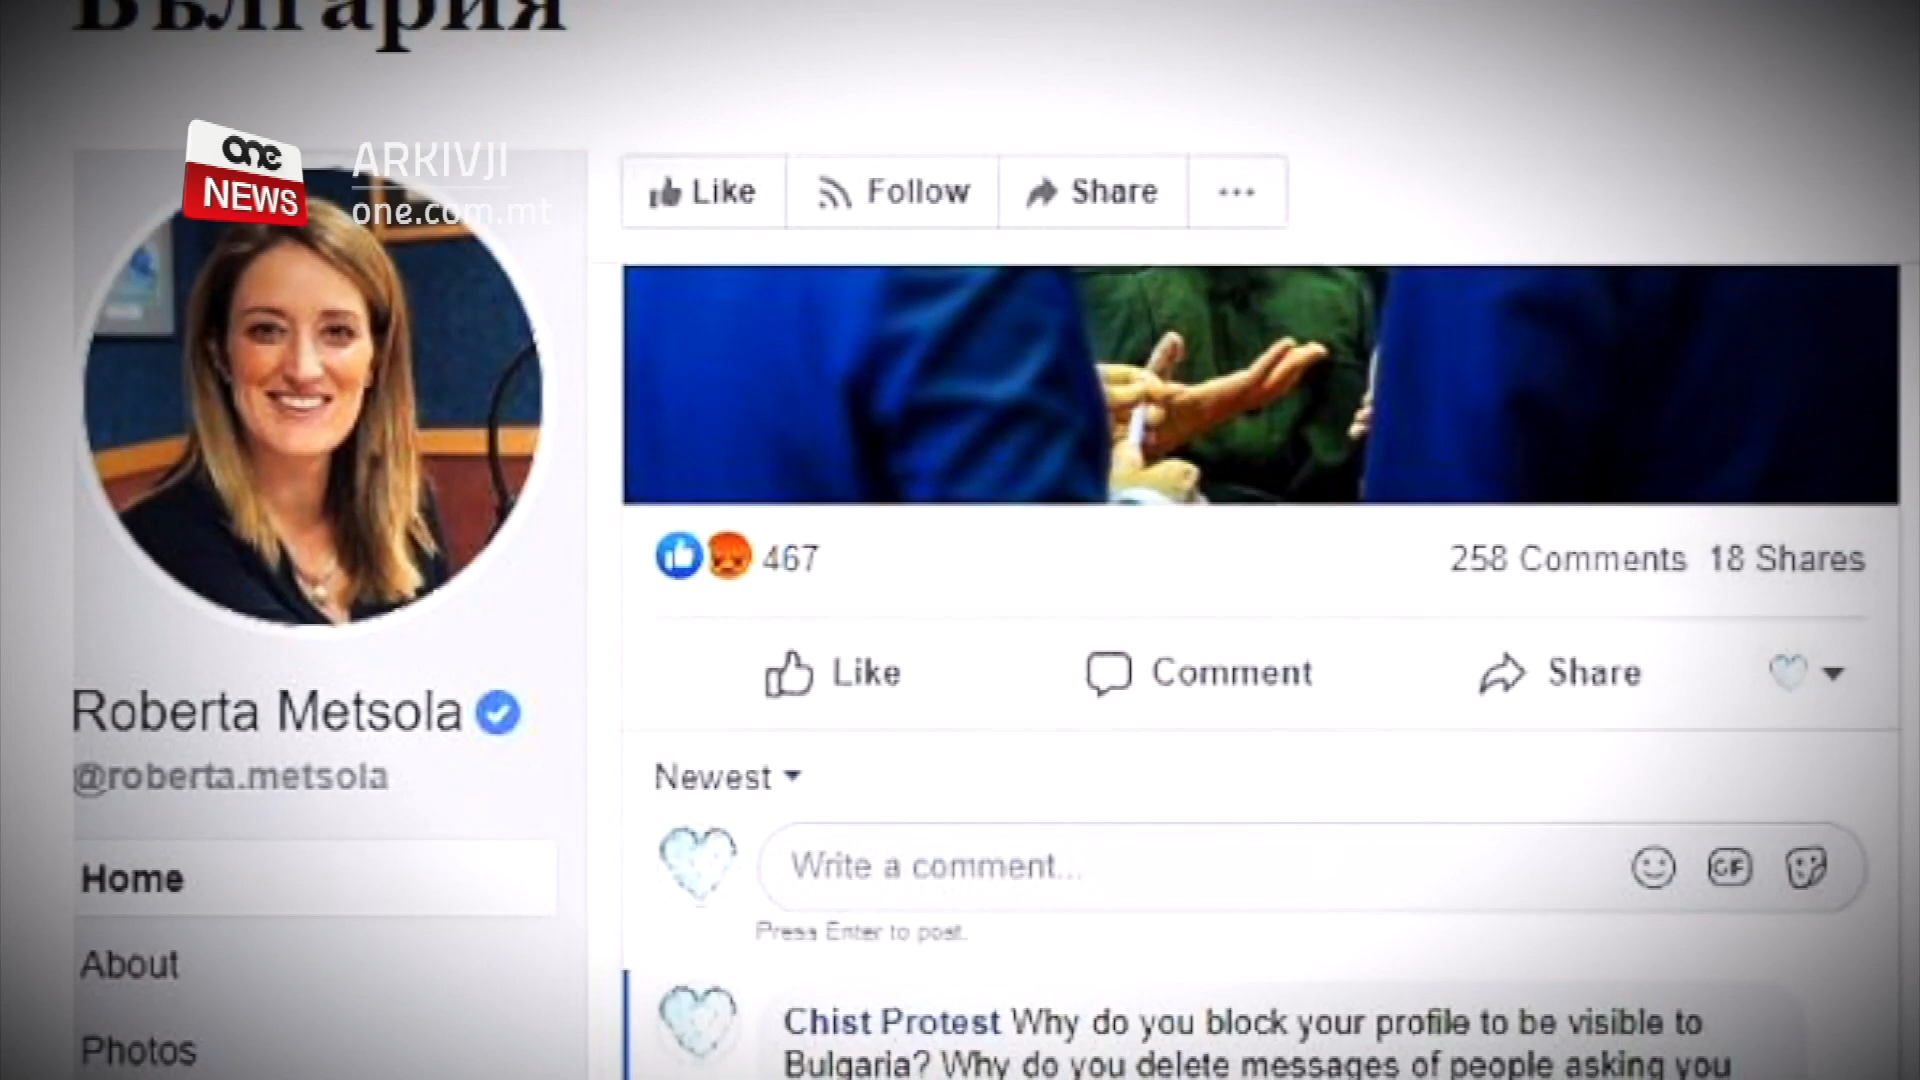 България
one
NEWS
ARKIVJI
one.com.mt
Like
Follow
Share
Roberta Metsola
@roberta.metsola
Home
About
Photos
467
258 Comments 18 Shares
Like
Comment
Share
Newest
Write a comment...
GIF
Press Enter to post.
Chist Protest Why do you block your profile to be visible to
Bulgaria? Why do you delete messages of people asking you